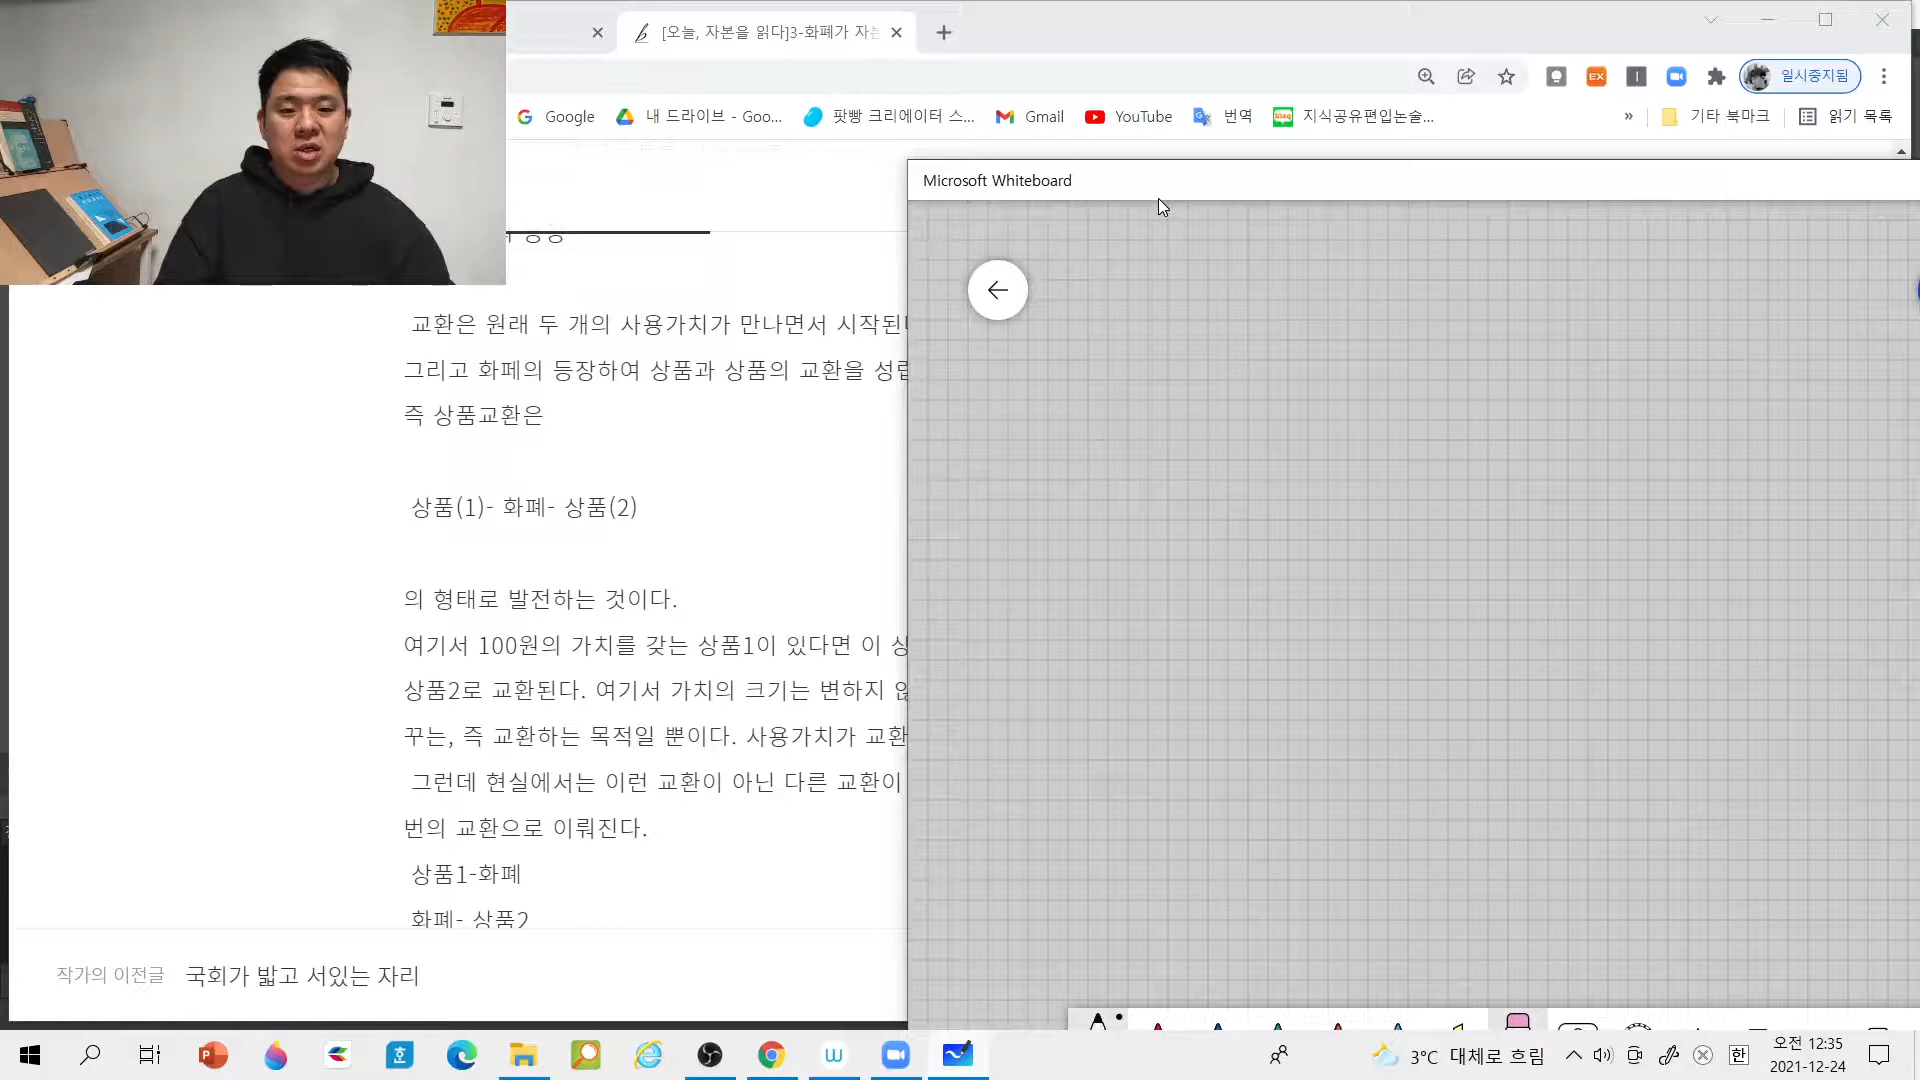 [오늘, 자본을 읽다]3-화폐가 자본
일시중지됨
Google
내 드라이브 - Goo...
팟빵 크리에이터 스...
Gmail
YouTube
번역
지식공유편입논술...
»
기타 북마크
읽기 목록
Microsoft Whiteboard
교환은 원래 두 개의 사용가치가 만나면서 시작된다
그리고 화페의 등장하여 상품과 상품의 교환을 성립
즉 상품교환은
상품(1)- 화폐- 상품(2)
의 형태로 발전하는 것이다.
여기서 100원의 가치를 갖는 상품1이 있다면 이 상
상품2로 교환된다. 여기서 가치의 크기는 변하지 않
꾸는, 즉 교환하는 목적일 뿐이다. 사용가치가 교환
그런데 현실에서는 이런 교환이 아닌 다른 교환이
번의 교환으로 이뤄진다.
상품1-화폐
화폐- 상품2
작가의 이전글 국회가 밟고 서있는 자리
3°C 대체로 흐림
한
오전 12:35
2021-12-24